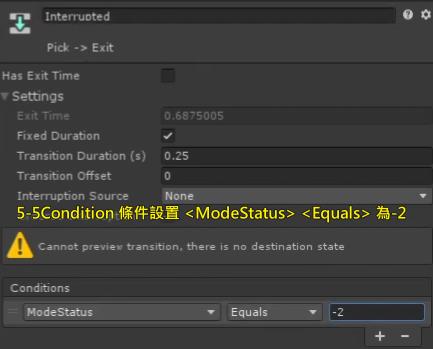 Interrupted
Pick -> Exit
Has Exit Time
Settings
Exit Time 0.6875005
Fixed Duration
Transition Duration (s) 0.25
Transition Offset 0
Interruption Source None
5-5Condition 條件設置 <ModeStatus> <Equals> 為-2
Cannot preview transition, there is no destination state
Conditions
ModeStatus Equals -2